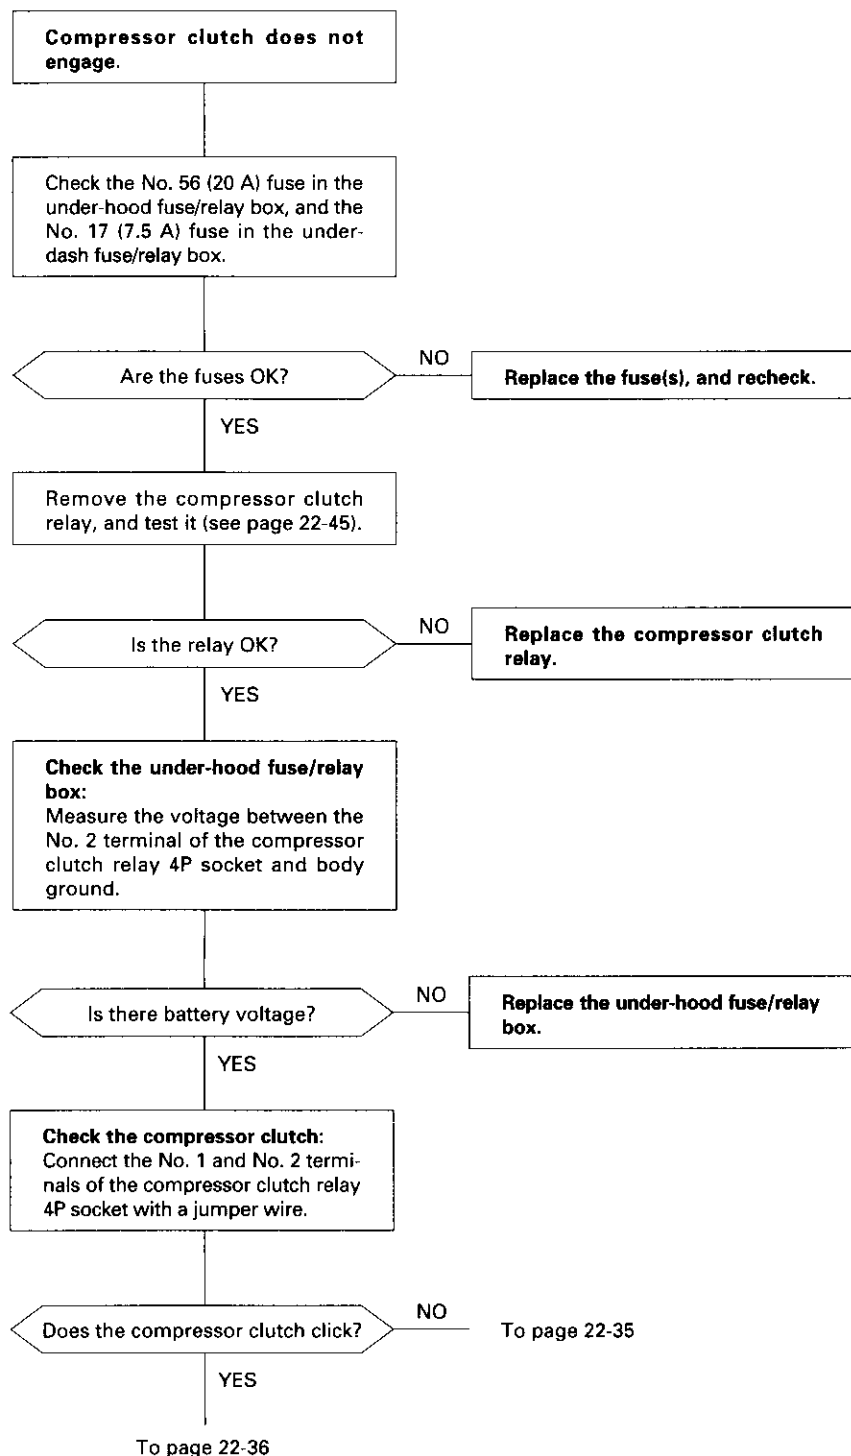 Compressor clutch does not
engage.
Check the No. 56 (20 A) fuse in the
under-hood fuse/relay box, and the
No. 17 (7.5 A) fuse in the under-
dash fuse/relay box.
Are the fuses OK?
NO
Replace the fuse(s), and recheck.
YES
Remove the compressor clutch
relay, and test it (see page 22-45).
Is the relay OK?
NO
Replace the compressor clutch
relay.
YES
Check the under-hood fuse/relay
box:
Measure the voltage between the
No. 2 terminal of the compressor
clutch relay 4P socket and body
ground.
Is there battery voltage?
NO
Replace the under-hood fuse/relay
box.
YES
Check the compressor clutch:
Connect the No. 1 and No. 2 termi-
nals of the compressor clutch relay
4P socket with a jumper wire.
Does the compressor clutch click?
NO
To page 22-35
YES
To page 22-36